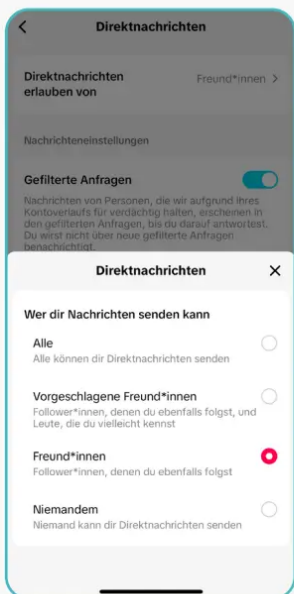 Direktnachrichten
Direktnachrichten
erlauben von
Freund*innen >
Nachrichteneinstellungen
Gefilterte Anfragen
Nachrichten von Personen, die wir aufgrund ihres
Kontoverlaufs für verdächtig halten, erscheinen in
den gefilterten Anfragen, bis du darauf antwortest.
Du wirst nicht über neue gefilterte Anfragen
benachrichtigt.
Direktnachrichten
Wer dir Nachrichten senden kann
Alle
Alle können dir Direktnachrichten senden
Vorgeschlagene Freund*innen
Follower*innen, denen du ebenfalls folgst, und
Leute, die du vielleicht kennst
Freund*innen
Follower*innen, denen du ebenfalls folgst
Niemandem
Niemand kann dir Direktnachrichten senden